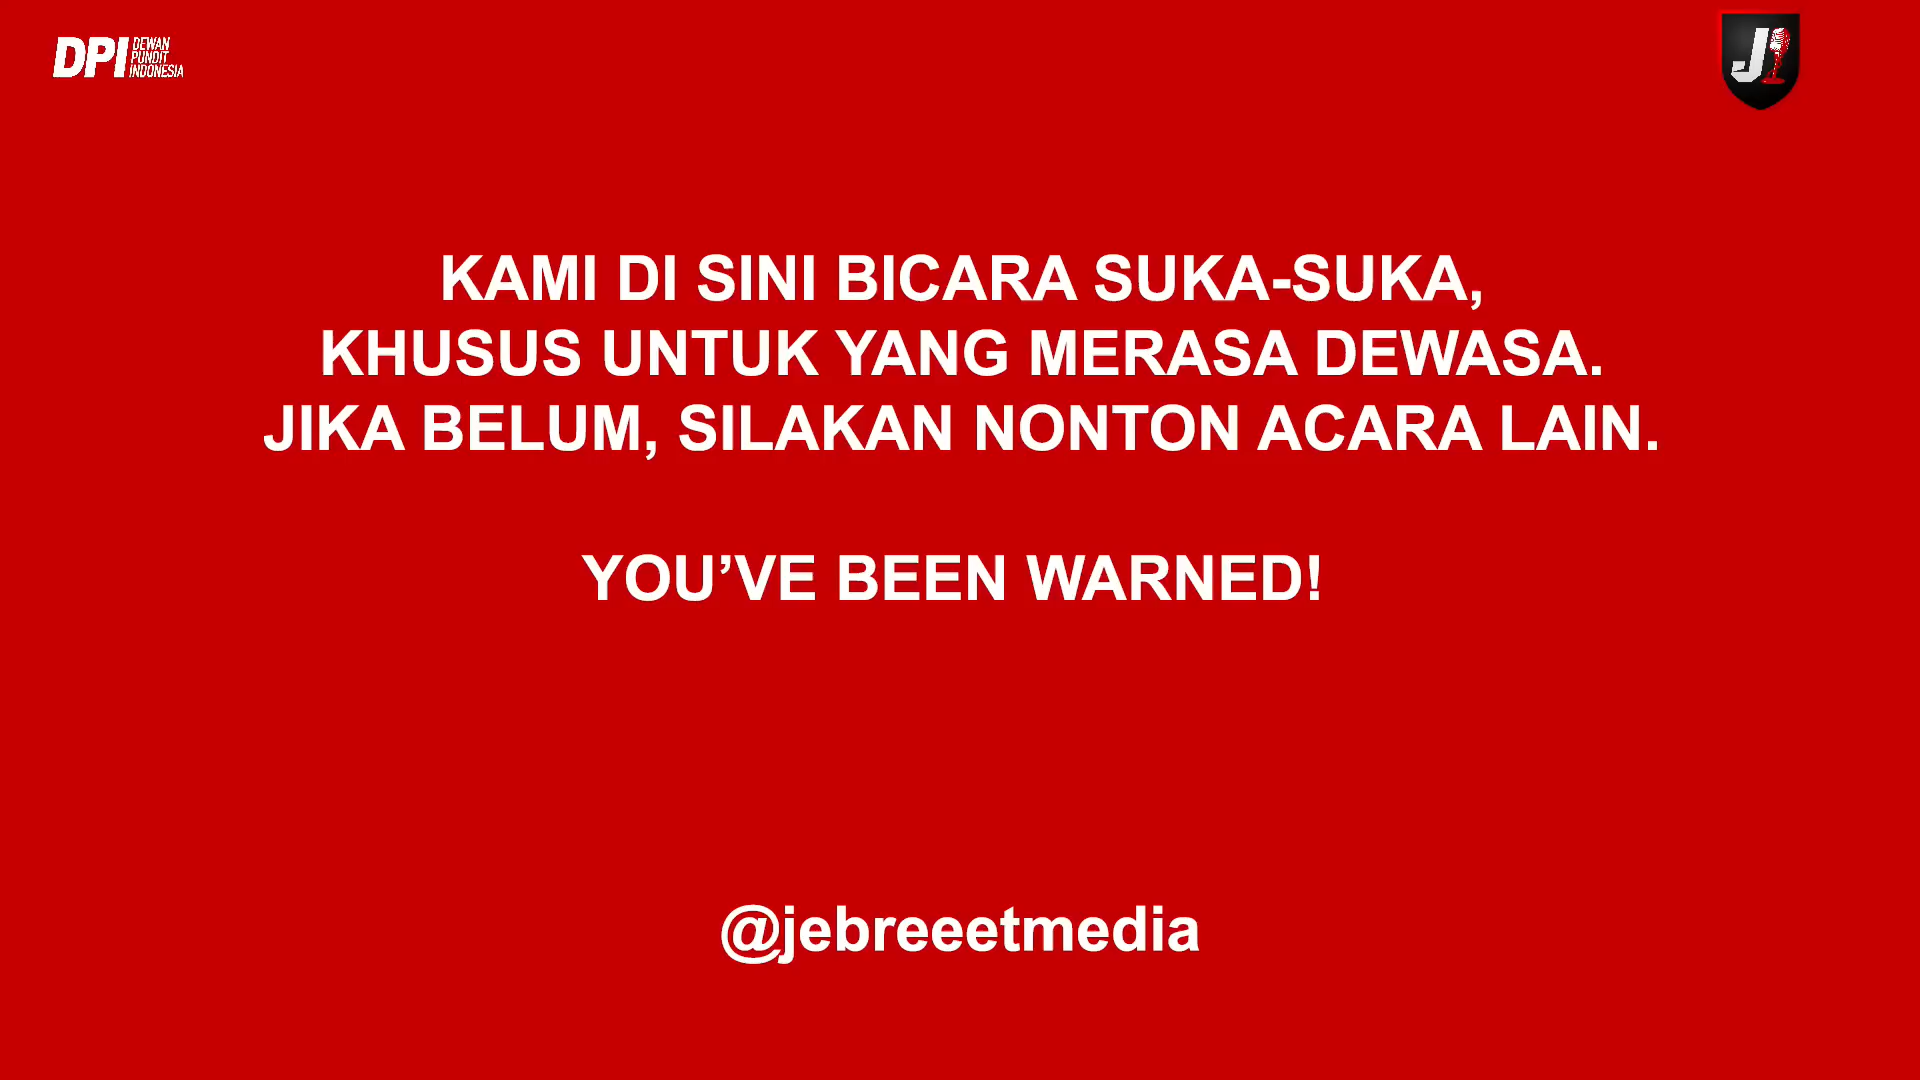 DPI DEWAN
PUNDIT
INDONESIA
J
KAMI DI SINI BICARA SUKA-SUKA,
KHUSUS UNTUK YANG MERASA DEWASA.
JIKA BELUM, SILAKAN NONTON ACARA LAIN.
YOU’VE BEEN WARNED!
@jebreeetmedia